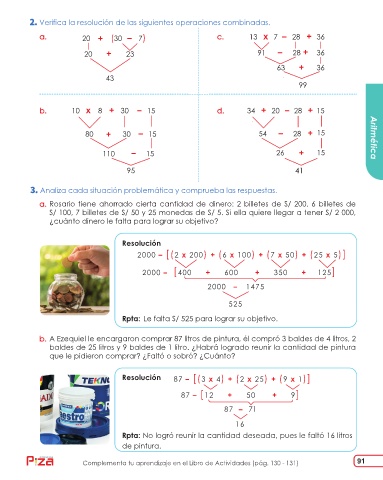 2. Verifica la resolución de las siguientes operaciones combinadas.
a. 20 + (30 − 7)
20 + 23
43
c. 13 x 7 − 28 + 36
91 − 28 + 36
63 + 36
99
b. 10 x 8 + 30 − 15
80 + 30 − 15
110 − 15
95
d. 34 + 20 − 28 + 15
54 − 28 + 15
26 + 15
41
Aritmética
3. Analiza cada situación problemática y comprueba las respuestas.
a. Rosario tiene ahorrado cierta cantidad de dinero: 2 billetes de S/ 200, 6 billetes de
S/ 100, 7 billetes de S/ 50 y 25 monedas de S/ 5. Si ella quiere llegar a tener S/ 2 000,
¿cuánto dinero le falta para lograr su objetivo?
Resolución
2000 − [(2 x 200) + (6 x 100) + (7 x 50) + (25 x 5)]
2000 − [400 + 600 + 350 + 125]
2000 − 1475
525
Rpta: Le falta S/ 525 para lograr su objetivo.
b. A Ezequiel le encargaron comprar 87 litros de pintura, él compró 3 baldes de 4 litros, 2
baldes de 25 litros y 9 baldes de 1 litro. ¿Habrá logrado reunir la cantidad de pintura
que le pidieron comprar? ¿Faltó o sobró? ¿Cuánto?
Resolución 87 − [(3 x 4) + (2 x 25) + (9 x 1)]
87 − [12 + 50 + 9]
87 − 71
16
Rpta: No logró reunir la cantidad deseada, pues le faltó 16 litros
de pintura.
Complementa tu aprendizaje en el Libro de Actividades (pág. 130 - 131)
91